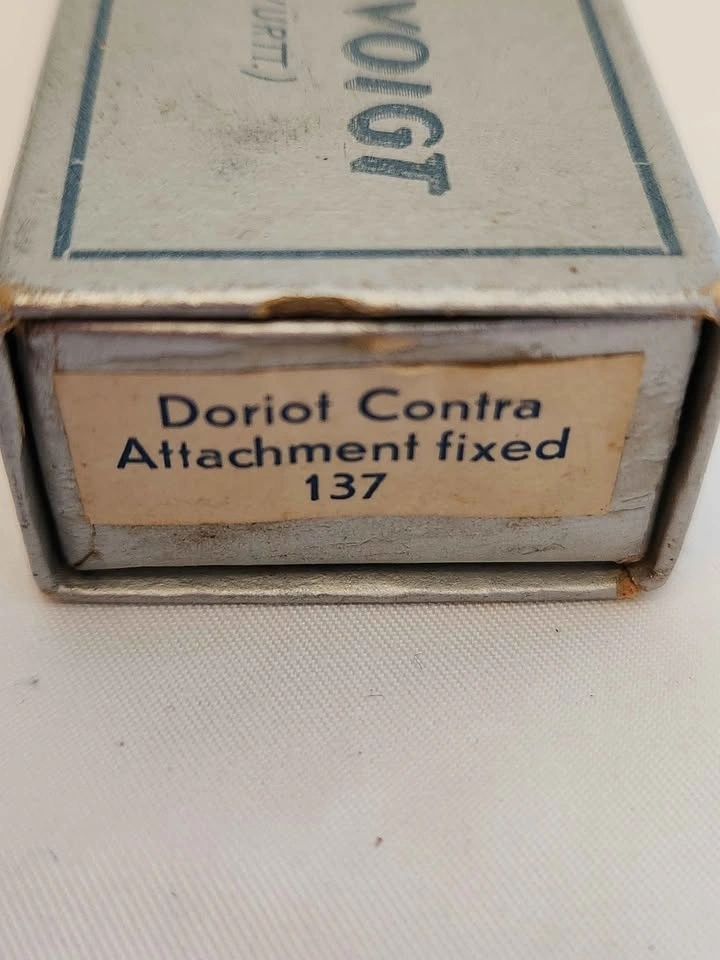 VOIGT
Doriot Contra
Attachment fixed
137